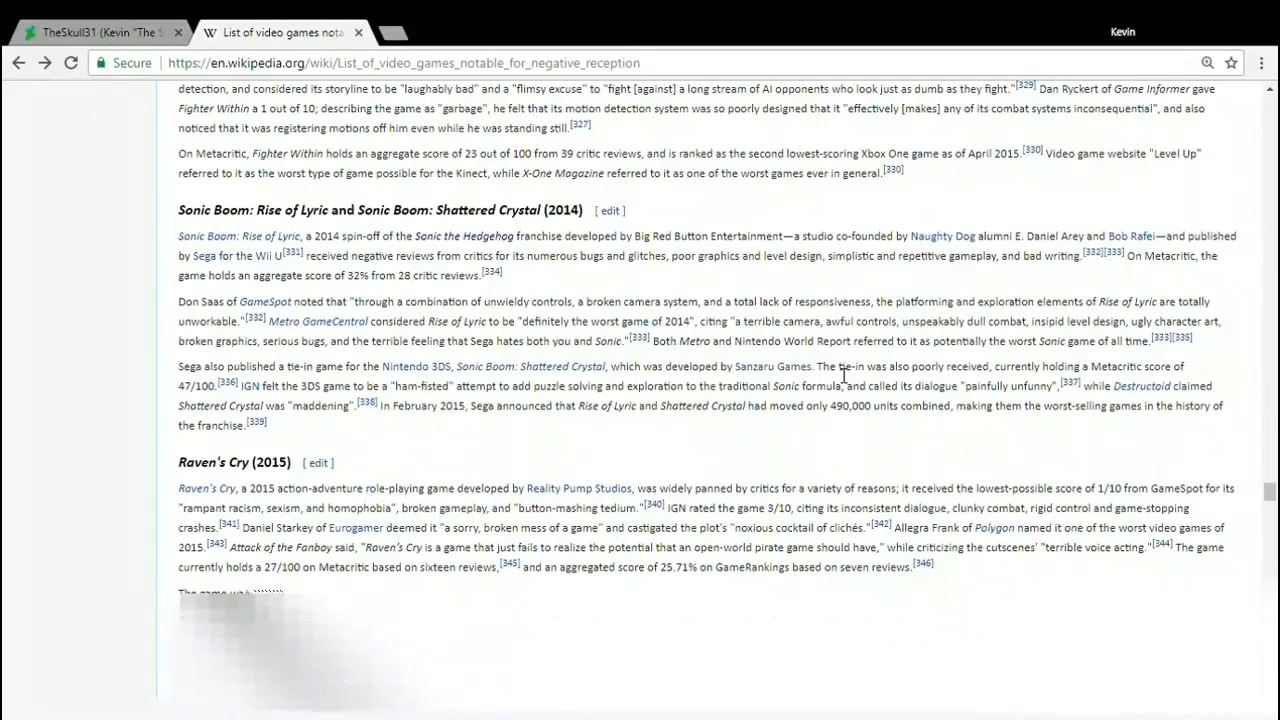 TheSkull31 (Kevin "The S
List of video games nota
Kevin
Secure
https://en.wikipedia.org/wiki/List_of_video_games_notable_for_negative_reception
detection, and considered its storyline to be "laughably bad" and a "flimsy excuse" to "fight [against] a long stream of AI opponents who look just as dumb as they fight."[329] Dan Ryckert of Game Informer gave
Fighter Within a 1 out of 10; describing the game as "garbage", he felt that its motion detection system was so poorly designed that it "effectively [makes] any of its combat systems inconsequential", and also
noticed that it was registering motions off him even while he was standing still.[327]
On Metacritic, Fighter Within holds an aggregate score of 23 out of 100 from 39 critic reviews, and is ranked as the second lowest-scoring Xbox One game as of April 2015.[330] Video game website "Level Up"
referred to it as the worst type of game possible for the Kinect, while X-One Magazine referred to it as one of the worst games ever in general.[330]
Sonic Boom: Rise of Lyric and Sonic Boom: Shattered Crystal (2014) [ edit ]
Sonic Boom: Rise of Lyric, a 2014 spin-off of the Sonic the Hedgehog franchise developed by Big Red Button Entertainment—a studio co-founded by Naughty Dog alumni E. Daniel Arey and Bob Rafei—and published
by Sega for the Wii U[331] received negative reviews from critics for its numerous bugs and glitches, poor graphics and level design, simplistic and repetitive gameplay, and bad writing.[332][333] On Metacritic, the
game holds an aggregate score of 32% from 28 critic reviews.[334]
Don Saas of GameSpot noted that "through a combination of unwieldy controls, a broken camera system, and a total lack of responsiveness, the platforming and exploration elements of Rise of Lyric are totally
unworkable."[332] Metro GameCentral considered Rise of Lyric to be "definitely the worst game of 2014", citing "a terrible camera, awful controls, unspeakably dull combat, insipid level design, ugly character art,
broken graphics, serious bugs, and the terrible feeling that Sega hates both you and Sonic."[333] Both Metro and Nintendo World Report referred to it as potentially the worst Sonic game of all time.[333][335]
Sega also published a tie-in game for the Nintendo 3DS, Sonic Boom: Shattered Crystal, which was developed by Sanzaru Games. The tie-in was also poorly received, currently holding a Metacritic score of
47/100.[336] IGN felt the 3DS game to be a "ham-fisted" attempt to add puzzle solving and exploration to the traditional Sonic formula, and called its dialogue "painfully unfunny",[337] while Destructoid claimed
Shattered Crystal was "maddening".[338] In February 2015, Sega announced that Rise of Lyric and Shattered Crystal had moved only 490,000 units combined, making them the worst-selling games in the history of
the franchise.[339]
Raven's Cry (2015) [ edit ]
Raven's Cry, a 2015 action-adventure role-playing game developed by Reality Pump Studios, was widely panned by critics for a variety of reasons; it received the lowest-possible score of 1/10 from GameSpot for its
"rampant racism, sexism, and homophobia", broken gameplay, and "button-mashing tedium."[340] IGN rated the game 3/10, citing its inconsistent dialogue, clunky combat, rigid control and game-stopping
crashes.[341] Daniel Starkey of Eurogamer deemed it "a sorry, broken mess of a game" and castigated the plot's "noxious cocktail of clichés."[342] Allegra Frank of Polygon named it one of the worst video games of
2015.[343] Attack of the Fanboy said, "Raven's Cry is a game that just fails to realize the potential that an open-world pirate game should have," while criticizing the cutscenes' "terrible voice acting."[344] The game
currently holds a 27/100 on Metacritic based on sixteen reviews,[345] and an aggregated score of 25.71% on GameRankings based on seven reviews.[346]
The game was